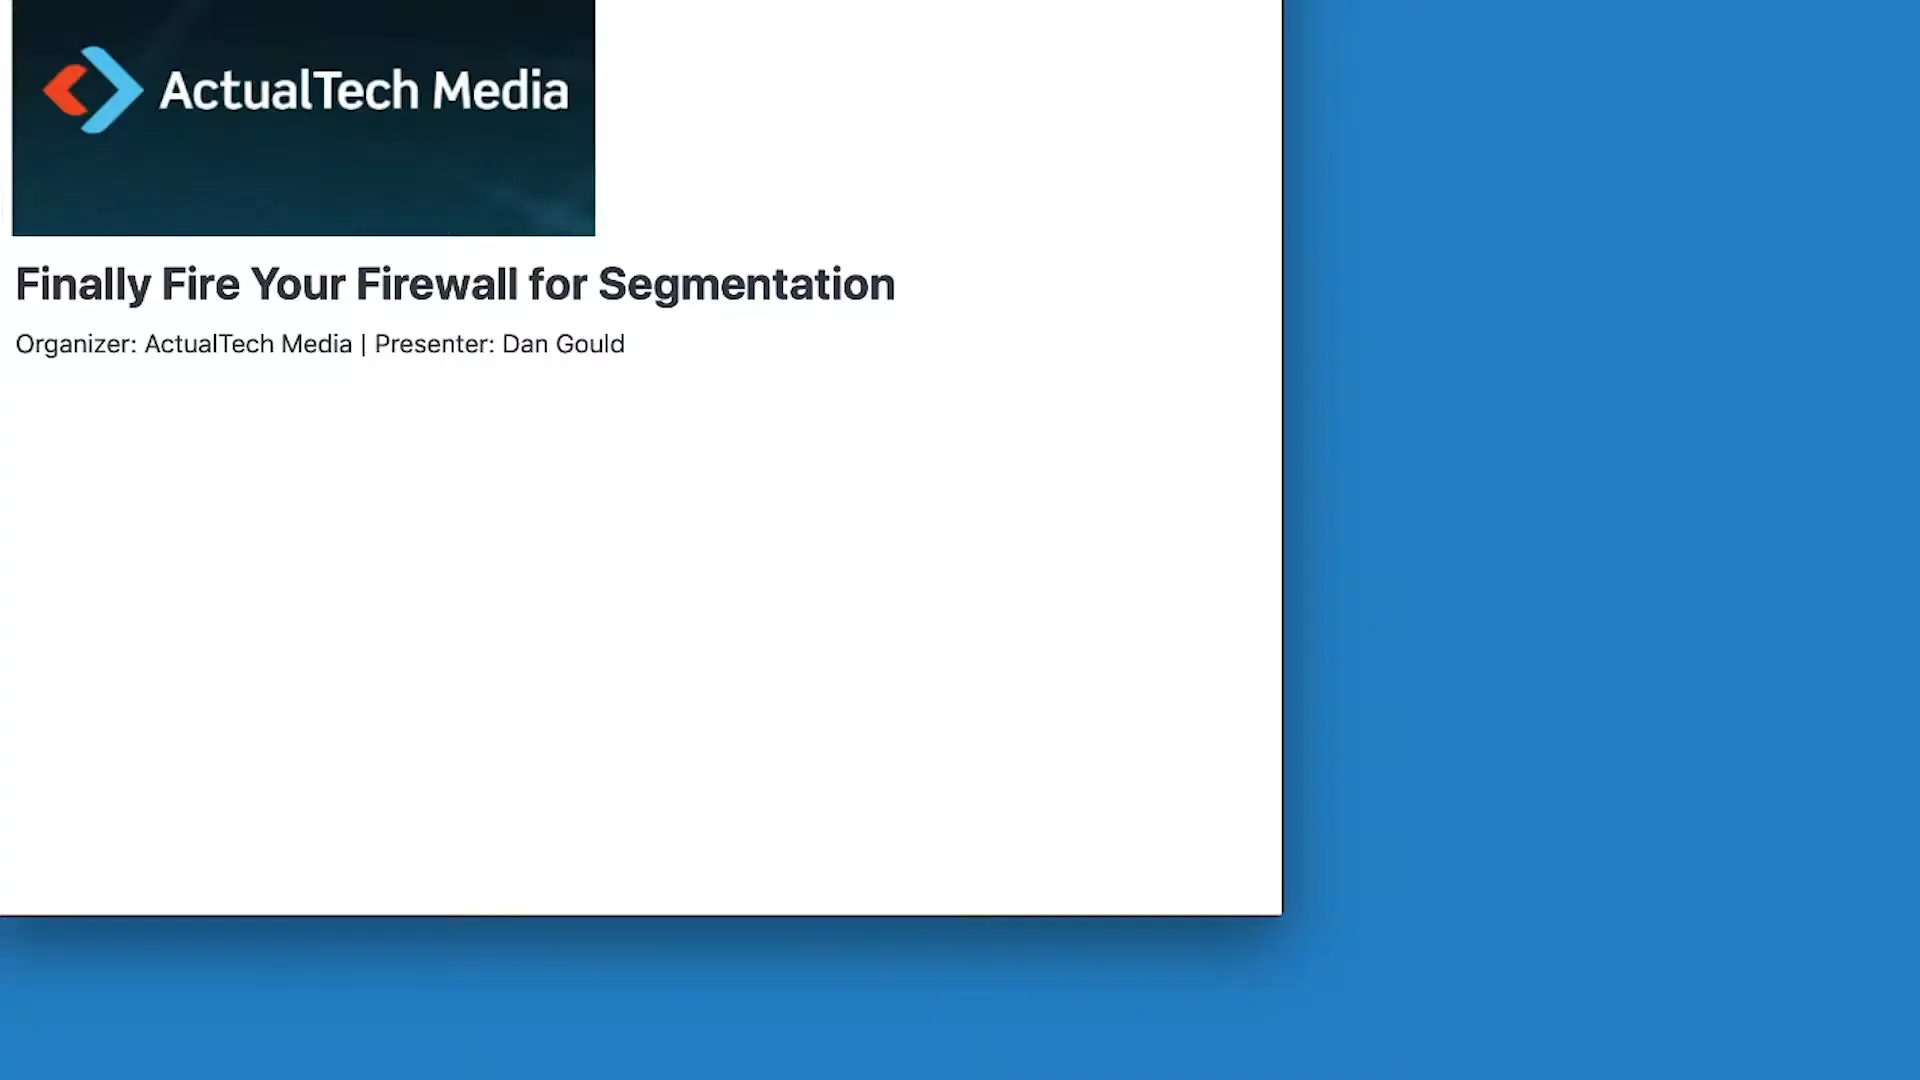 ActualTech Media
Finally Fire Your Firewall for Segmentation
Organizer: ActualTech Media | Presenter: Dan Gould